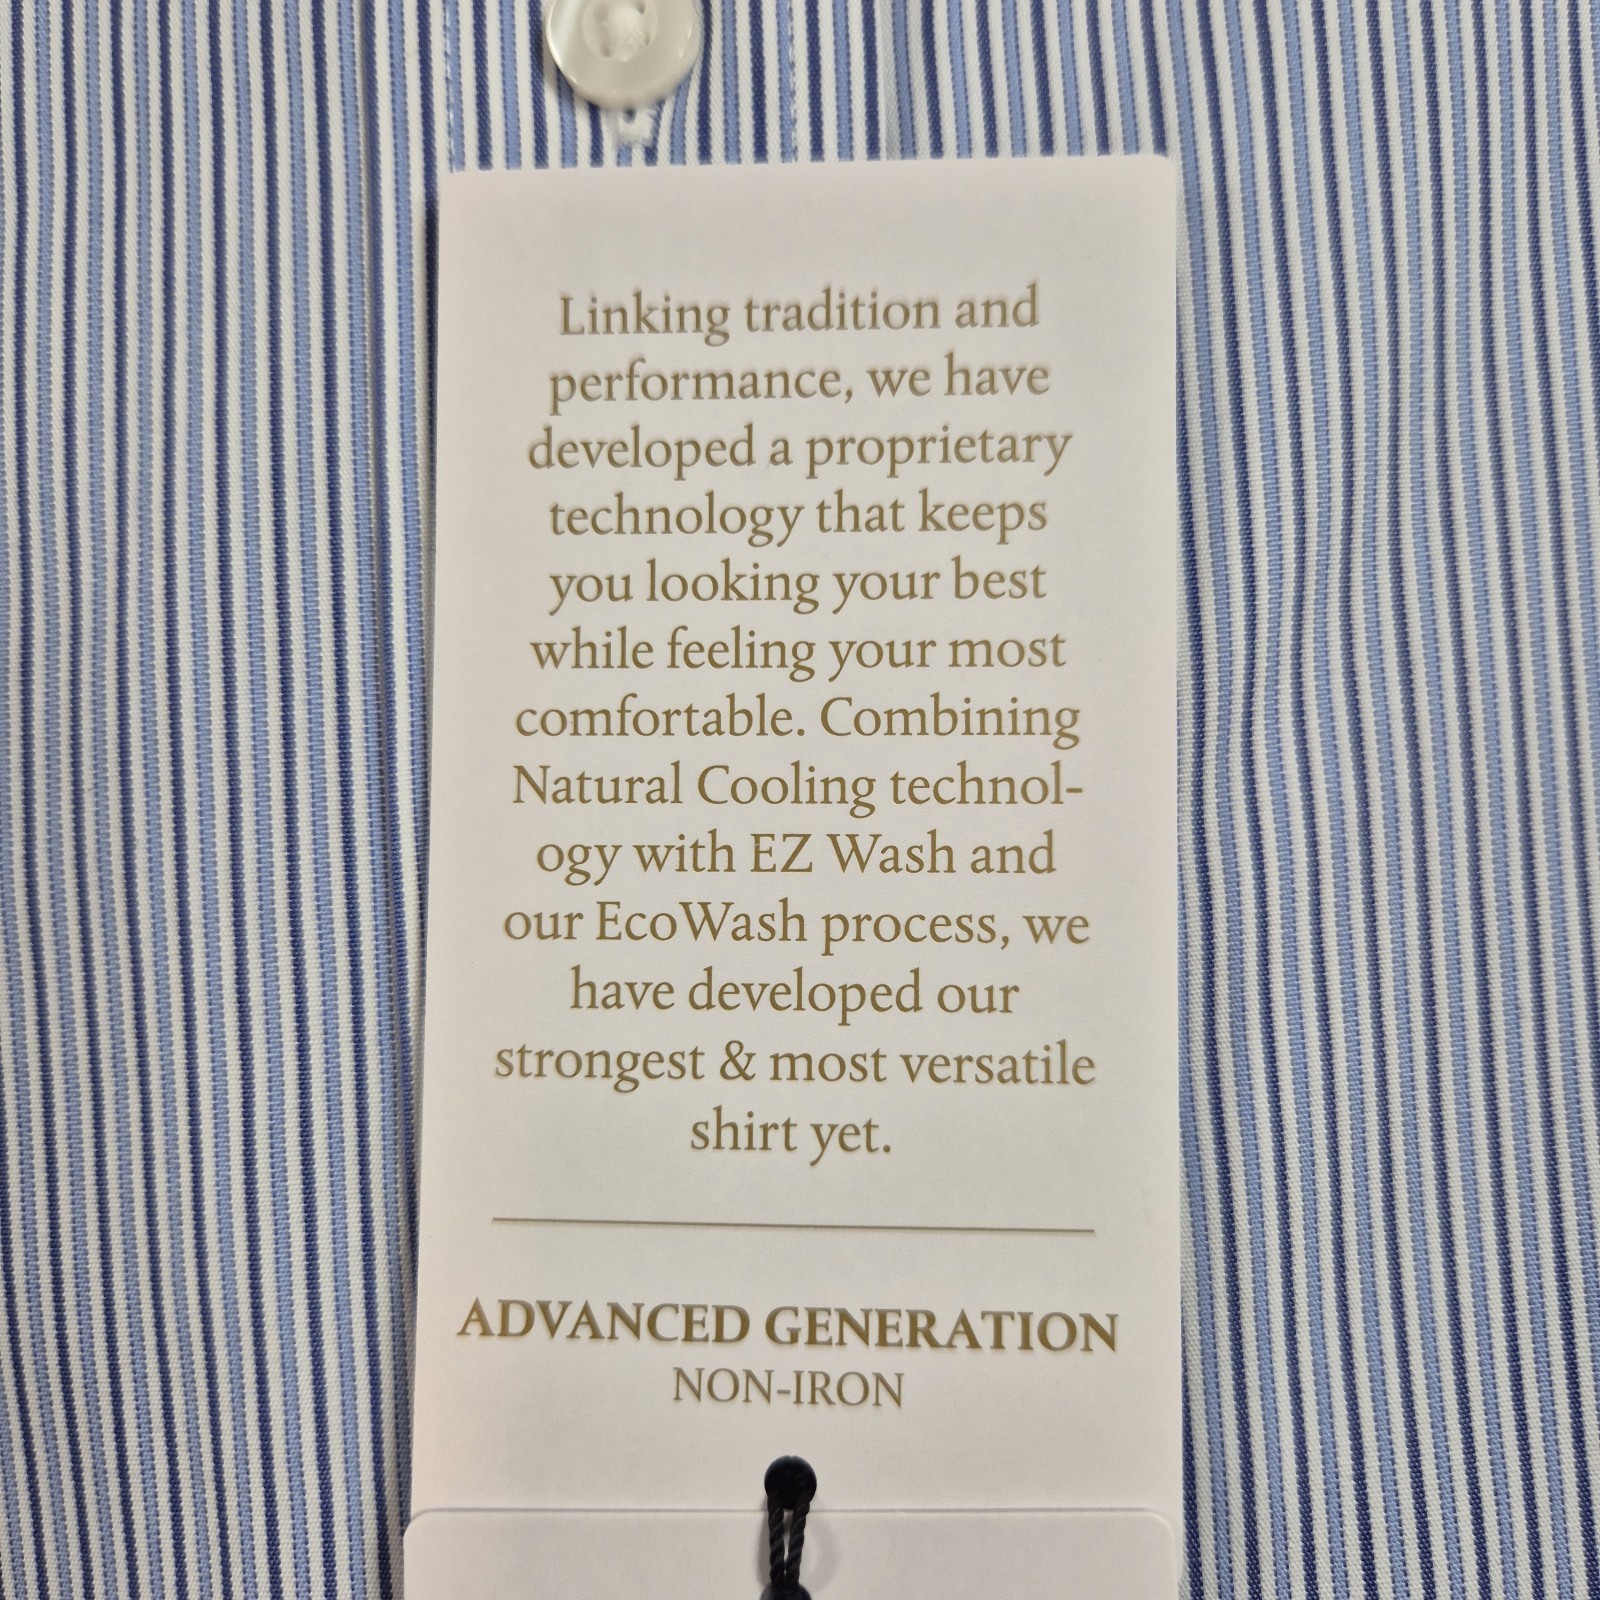 Linking tradition and
performance, we have
developed a proprietary
technology that keeps
you looking your best
while feeling your most
comfortable. Combining
Natural Cooling technol-
ogy with EZ Wash and
our EcoWash process, we
have developed our
strongest & most versatile
shirt yet.
ADVANCED GENERATION
NON-IRON